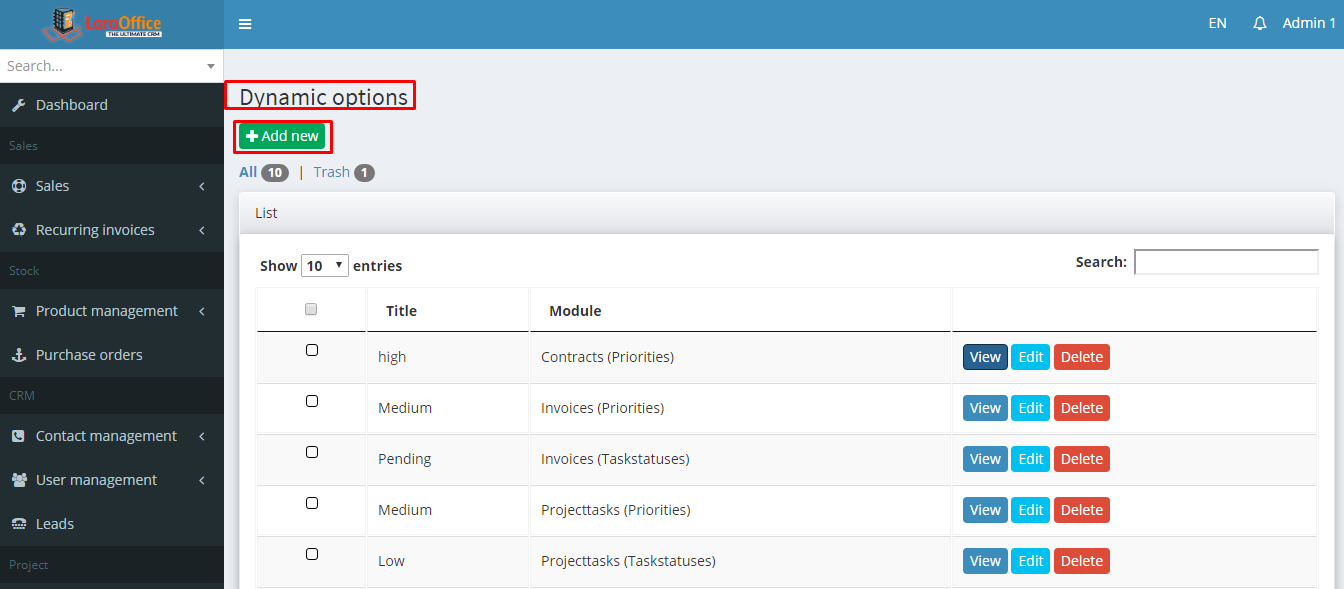 LaraOffice
THE ULTIMATE CRM
EN
Admin 1
Search...
Dashboard
Sales
Sales
Recurring invoices
Stock
Product management
Purchase orders
CRM
Contact management
User management
Leads
Project
Dynamic options
Add new
All 10 | Trash 1
List
Show 10 entries
Search:
Title Module
high Contracts (Priorities) View Edit Delete
Medium Invoices (Priorities) View Edit Delete
Pending Invoices (Taskstatuses) View Edit Delete
Medium Projecttasks (Priorities) View Edit Delete
Low Projecttasks (Taskstatuses) View Edit Delete